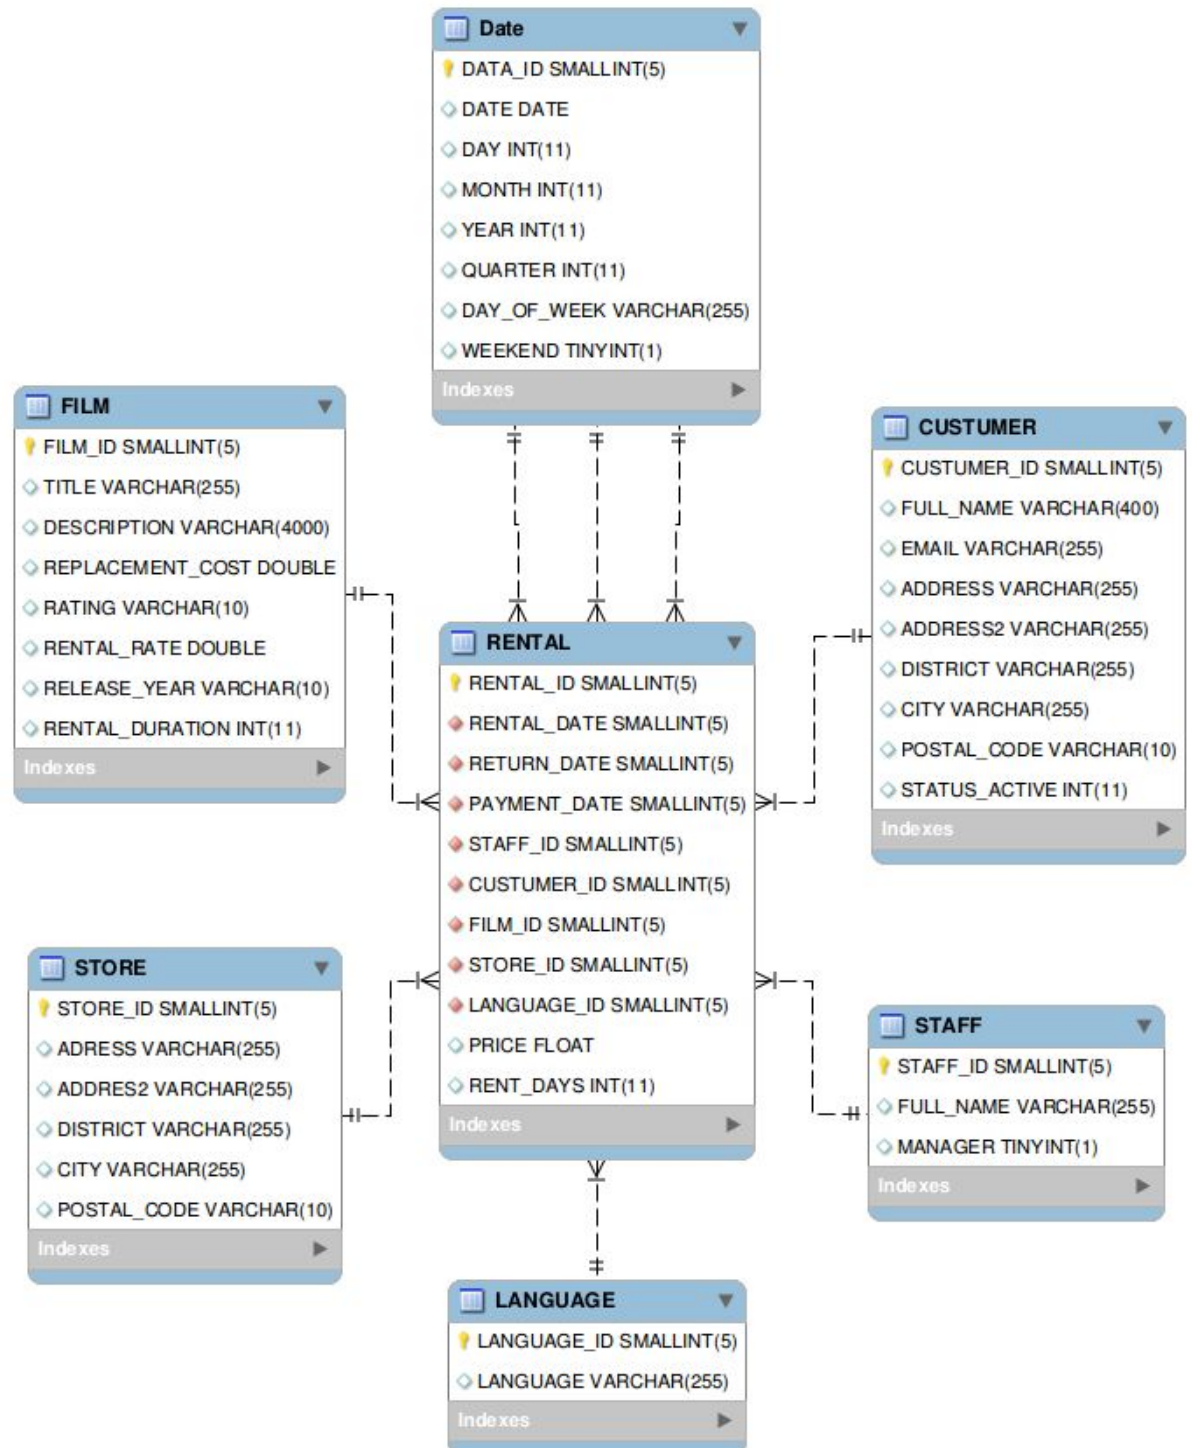 Date
DATA_ID SMALLINT(5)
DATE DATE
DAY INT(11)
MONTH INT(11)
YEAR INT(11)
QUARTER INT(11)
DAY_OF_WEEK VARCHAR(255)
WEEKEND TINYINT(1)
Indexes
FILM
FILM_ID SMALLINT(5)
TITLE VARCHAR(255)
DESCRIPTION VARCHAR(4000)
REPLACEMENT_COST DOUBLE
RATING VARCHAR(10)
RENTAL_RATE DOUBLE
RELEASE_YEAR VARCHAR(10)
RENTAL_DURATION INT(11)
Indexes
CUSTUMER
CUSTUMER_ID SMALLINT(5)
FULL_NAME VARCHAR(400)
EMAIL VARCHAR(255)
ADDRESS VARCHAR(255)
ADDRESS2 VARCHAR(255)
DISTRICT VARCHAR(255)
CITY VARCHAR(255)
POSTAL_CODE VARCHAR(10)
STATUS_ACTIVE INT(11)
Indexes
RENTAL
RENTAL_ID SMALLINT(5)
RENTAL_DATE SMALLINT(5)
RETURN_DATE SMALLINT(5)
PAYMENT_DATE SMALLINT(5)
STAFF_ID SMALLINT(5)
CUSTUMER_ID SMALLINT(5)
FILM_ID SMALLINT(5)
STORE_ID SMALLINT(5)
LANGUAGE_ID SMALLINT(5)
PRICE FLOAT
RENT_DAYS INT(11)
Indexes
STORE
STORE_ID SMALLINT(5)
ADRESS VARCHAR(255)
ADDRES2 VARCHAR(255)
DISTRICT VARCHAR(255)
CITY VARCHAR(255)
POSTAL_CODE VARCHAR(10)
Indexes
STAFF
STAFF_ID SMALLINT(5)
FULL_NAME VARCHAR(255)
MANAGER TINYINT(1)
Indexes
LANGUAGE
LANGUAGE_ID SMALLINT(5)
LANGUAGE VARCHAR(255)
Indexes